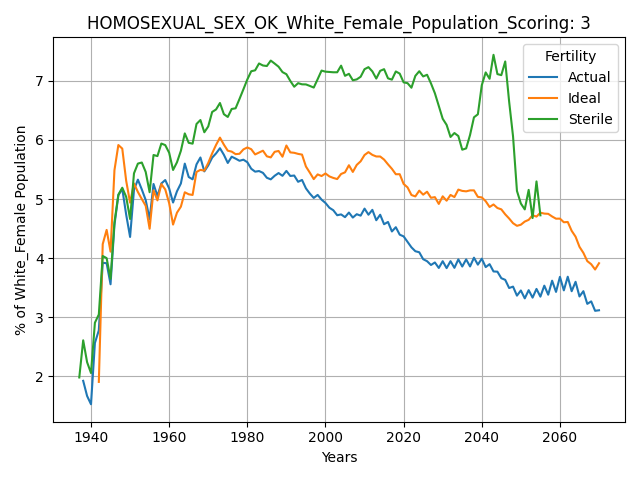 HOMOSEXUAL_SEX_OK_White_Female_Population_Scoring: 3
Fertility
Actual
Ideal
Sterile
% of White_Female Population
7
6
5
4
3
2
1940 1960 1980 2000 2020 2040 2060
Years